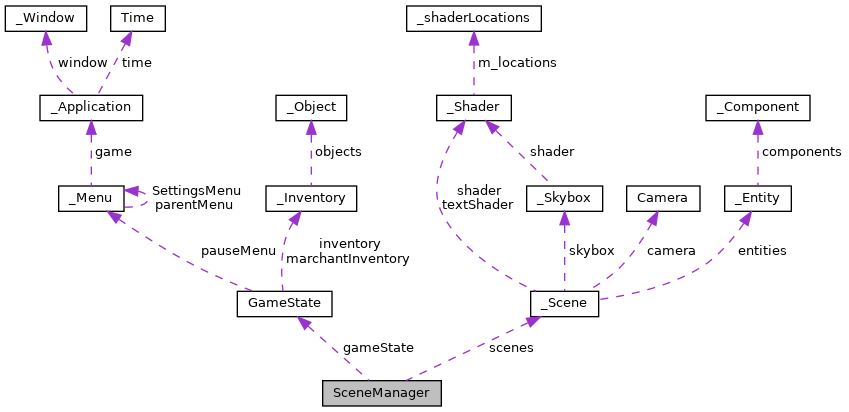 _Window
Time
_shaderLocations
window
time
m_locations
_Application
_Object
_Shader
_Component
game
objects
shader
components
SettingsMenu
parentMenu
shader
textShader
_Menu
_Inventory
_Skybox
Camera
_Entity
pauseMenu
inventory
marchantInventory
skybox
camera
entities
GameState
_Scene
gameState
scenes
SceneManager